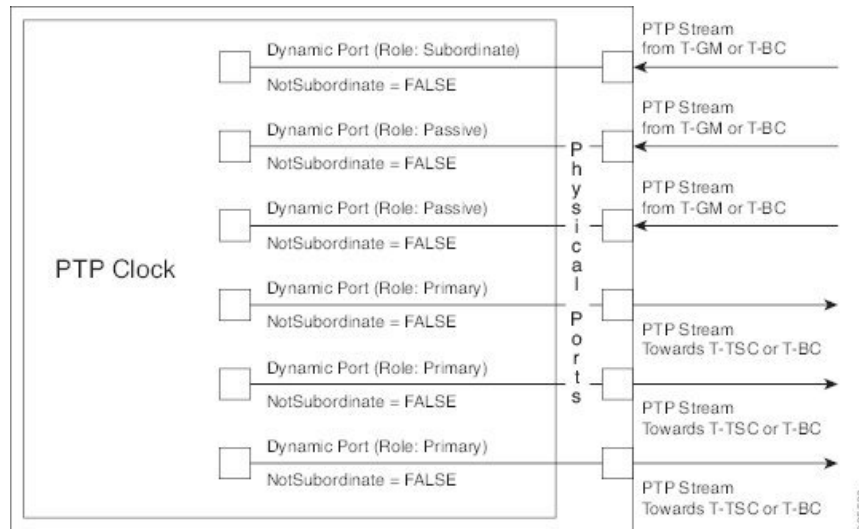 Dynamic Port (Role: Subordinate)
NotSubordinate = FALSE
PTP Stream
from T-GM or T-BC
Dynamic Port (Role: Passive)
NotSubordinate = FALSE
PTP Stream
from T-GM or T-BC
Dynamic Port (Role: Passive)
NotSubordinate = FALSE
PTP Stream
from T-GM or T-BC
PTP Clock
Physical Ports
Dynamic Port (Role: Primary)
NotSubordinate = FALSE
PTP Stream
Towards T-TSC or T-BC
Dynamic Port (Role: Primary)
NotSubordinate = FALSE
PTP Stream
Towards T-TSC or T-BC
Dynamic Port (Role: Primary)
NotSubordinate = FALSE
PTP Stream
Towards T-TSC or T-BC